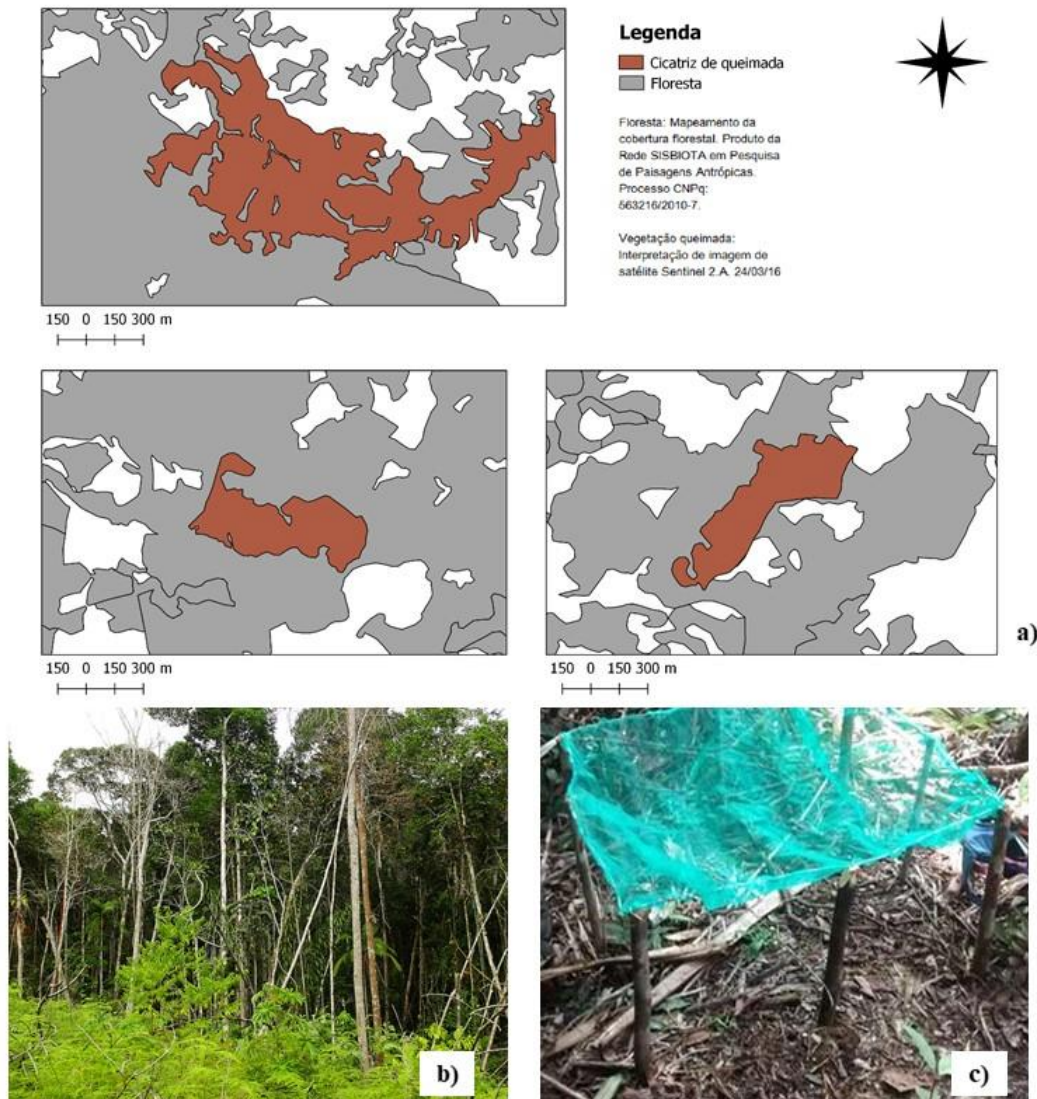 Legenda
Cicatriz de queimada
Floresta
Floresta: Mapeamento da
cobertura florestal. Produto da
Rede SISBIOTA em Pesquisa
de Paisagens Antrópicas.
Processo CNPq:
563216/2010-7.
Vegetação queimada:
Interpretação de imagem de
satélite Sentinel 2.A. 24/03/16
150 0 150 300 m
a)
150 0 150 300 m
150 0 150 300 m
b)
c)